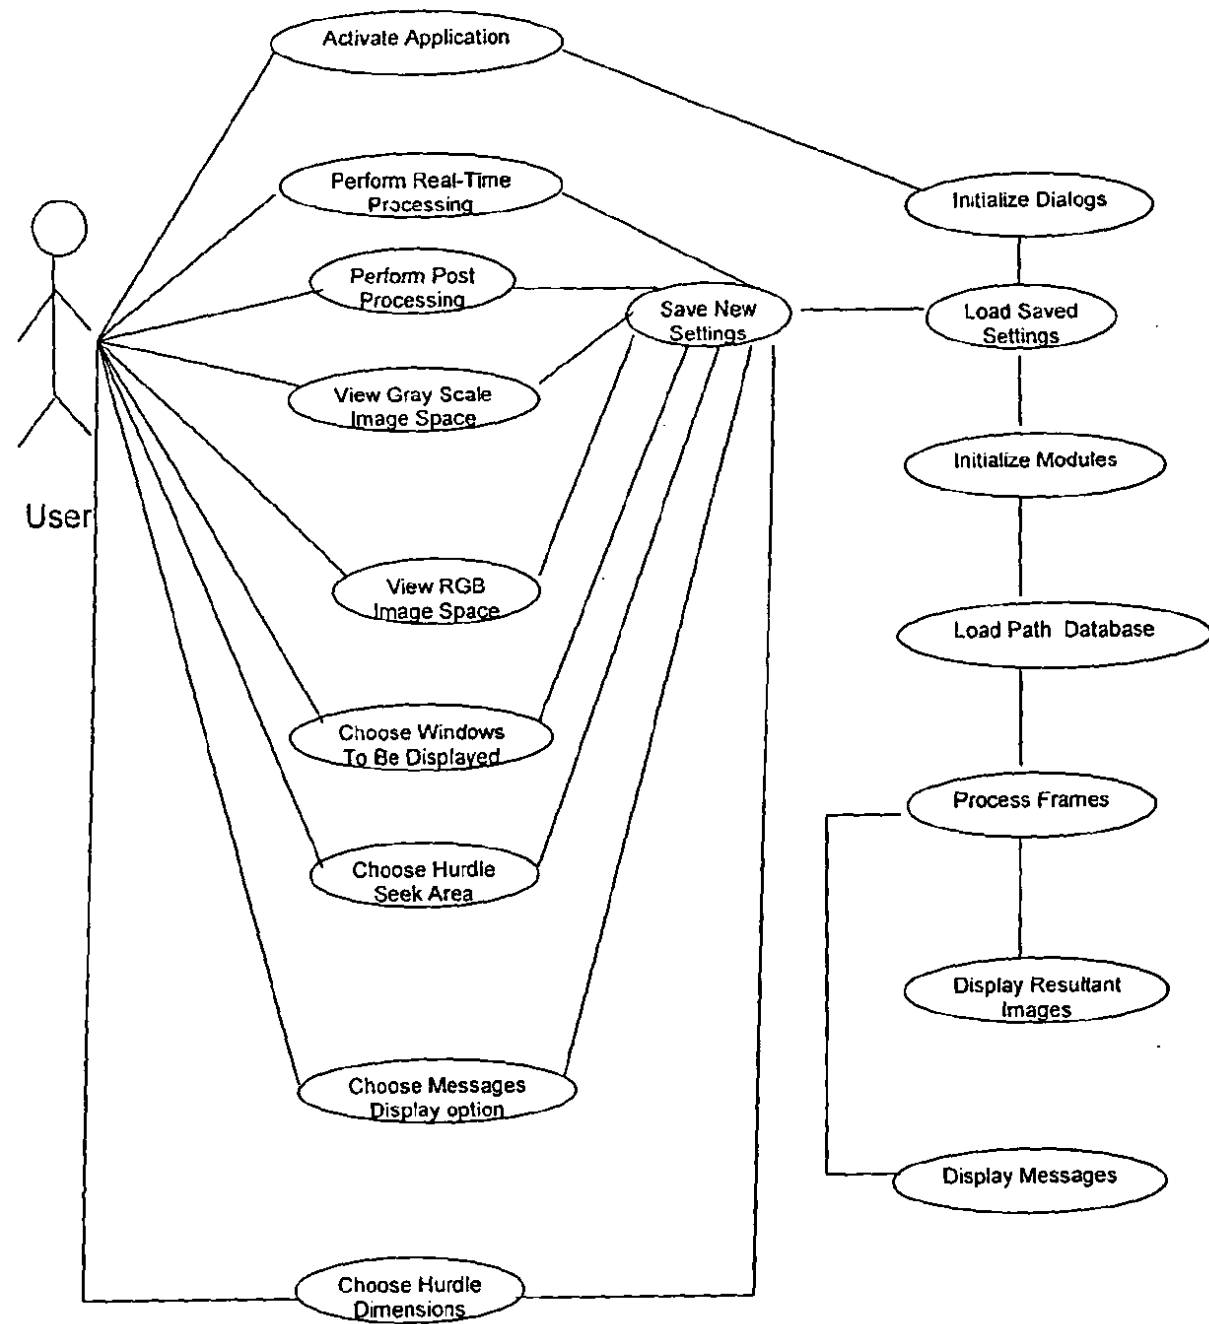 Activate Application
Perform Real-Time
Processing
Initialize Dialogs
Perform Post
Processing
Save New
Settings
Load Saved
Settings
View Gray Scale
Image Space
Initialize Modules
User
View RGB
Image Space
Load Path Database
Choose Windows
To Be Displayed
Process Frames
Choose Hurdle
Seek Area
Display Resultant
Images
Choose Messages
Display option
Display Messages
Choose Hurdle
Dimensions